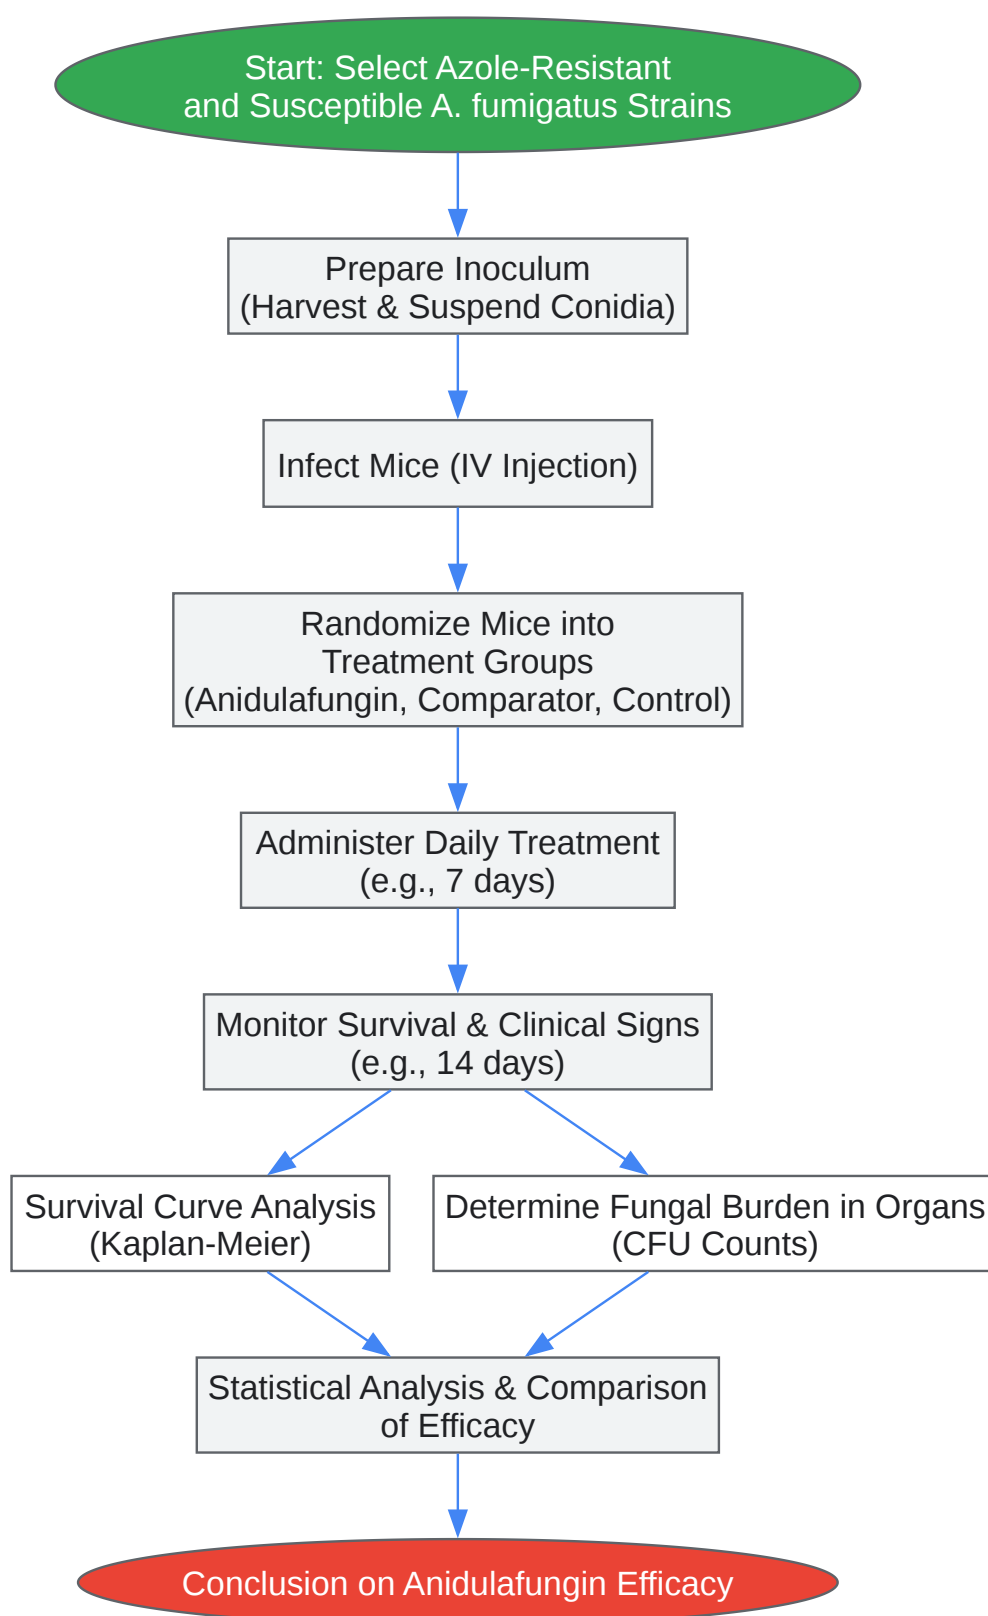 Start: Select Azole-Resistant
and Susceptible A. fumigatus Strains
Prepare Inoculum
(Harvest & Suspend Conidia)
Infect Mice (IV Injection)
Randomize Mice into
Treatment Groups
(Anidulafungin, Comparator, Control)
Administer Daily Treatment
(e.g., 7 days)
Monitor Survival & Clinical Signs
(e.g., 14 days)
Survival Curve Analysis
(Kaplan-Meier)
Determine Fungal Burden in Organs
(CFU Counts)
Statistical Analysis & Comparison
of Efficacy
Conclusion on Anidulafungin Efficacy